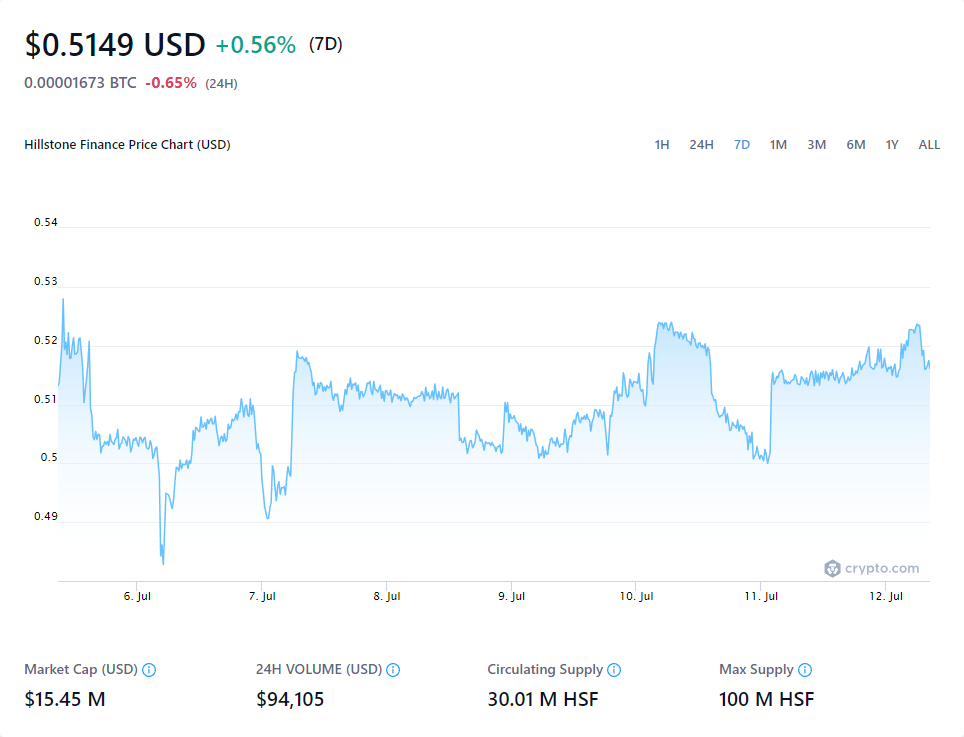 $0.5149 USD +0.56% (7D)
0.00001673 BTC -0.65% (24H)
Hillstone Finance Price Chart (USD)
1H 24H 7D 1M 3M 6M 1Y ALL
0.54
0.53
0.52
0.51
0.5
0.49
crypto.com
6. Jul 7. Jul 8. Jul 9. Jul 10. Jul 11. Jul 12. Jul
Market Cap (USD) 24H VOLUME (USD) Circulating Supply Max Supply
$15.45 M $94,105 30.01 M HSF 100 M HSF